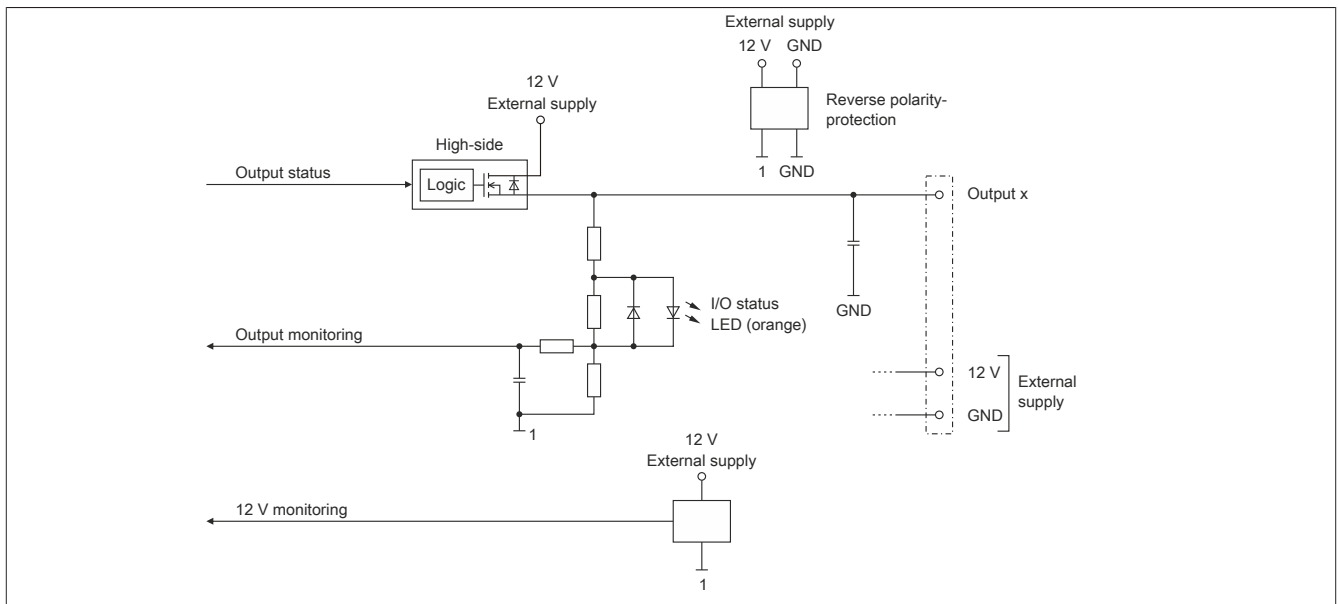 External supply
12 V GND
Reverse polarity-
protection
1 GND
12 V
External supply
High-side
Output status
Logic
Output x
GND
I/O status
LED (orange)
Output monitoring
1
12 V
GND
External
supply
12 V
External supply
12 V monitoring
1